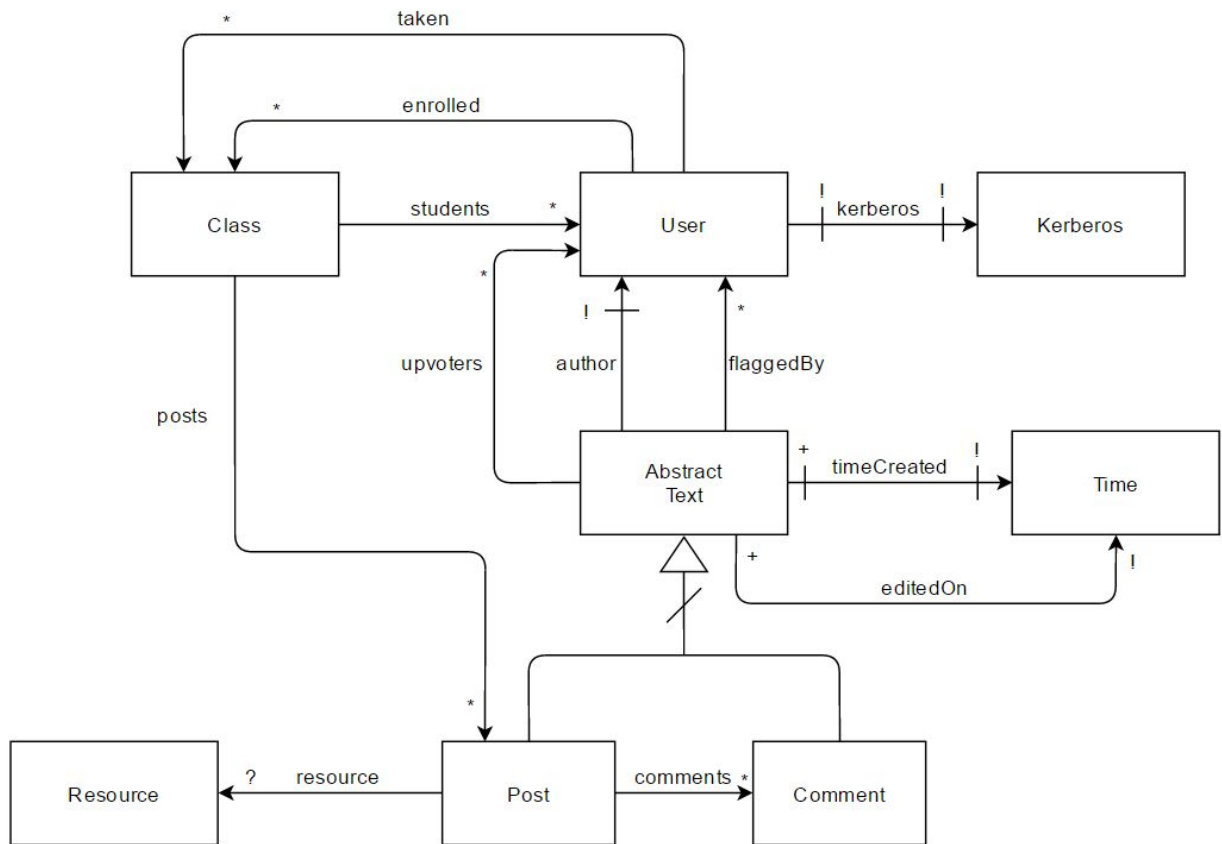 taken
*
enrolled
*
Class
students
*
User
!
kerberos
!
Kerberos
*
!
*
upvoters
author
flaggedBy
posts
Abstract
Text
+
timeCreated
!
Time
+
!
editedOn
*
Resource
?
resource
Post
comments
*
Comment